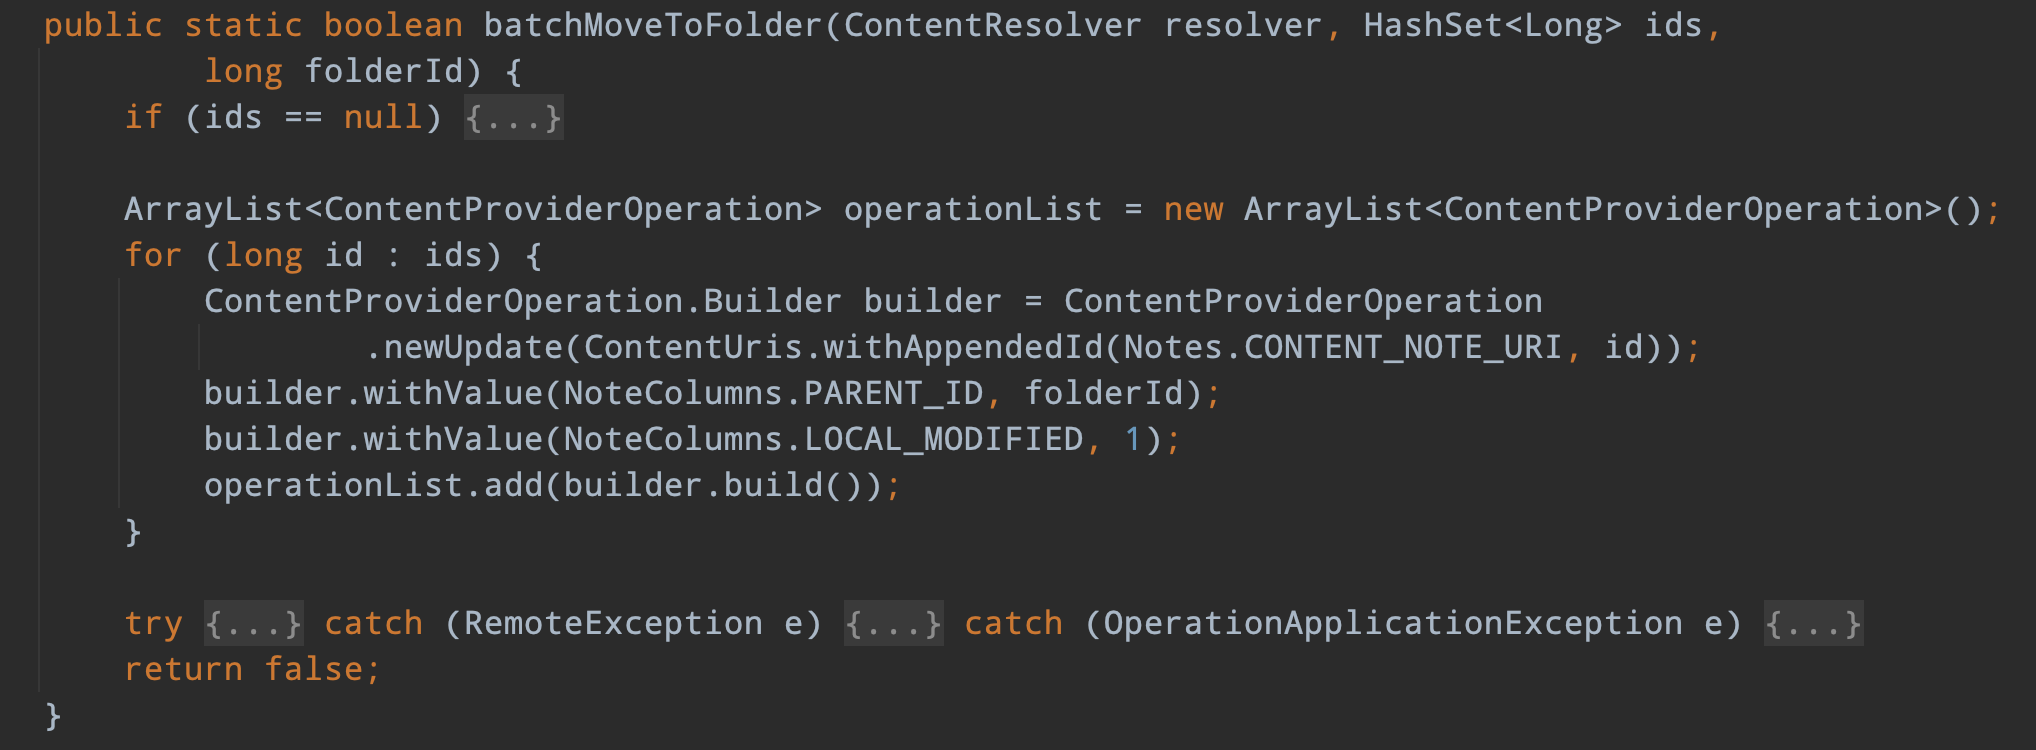 public static boolean batchMoveToFolder(ContentResolver resolver, HashSet<Long> ids,
        long folderId) {
    if (ids == null) {...}

    ArrayList<ContentProviderOperation> operationList = new ArrayList<ContentProviderOperation>();
    for (long id : ids) {
        ContentProviderOperation.Builder builder = ContentProviderOperation
                .newUpdate(ContentUris.withAppendedId(Notes.CONTENT_NOTE_URI, id));
        builder.withValue(NoteColumns.PARENT_ID, folderId);
        builder.withValue(NoteColumns.LOCAL_MODIFIED, 1);
        operationList.add(builder.build());
    }

    try {...} catch (RemoteException e) {...} catch (OperationApplicationException e) {...}
    return false;
}